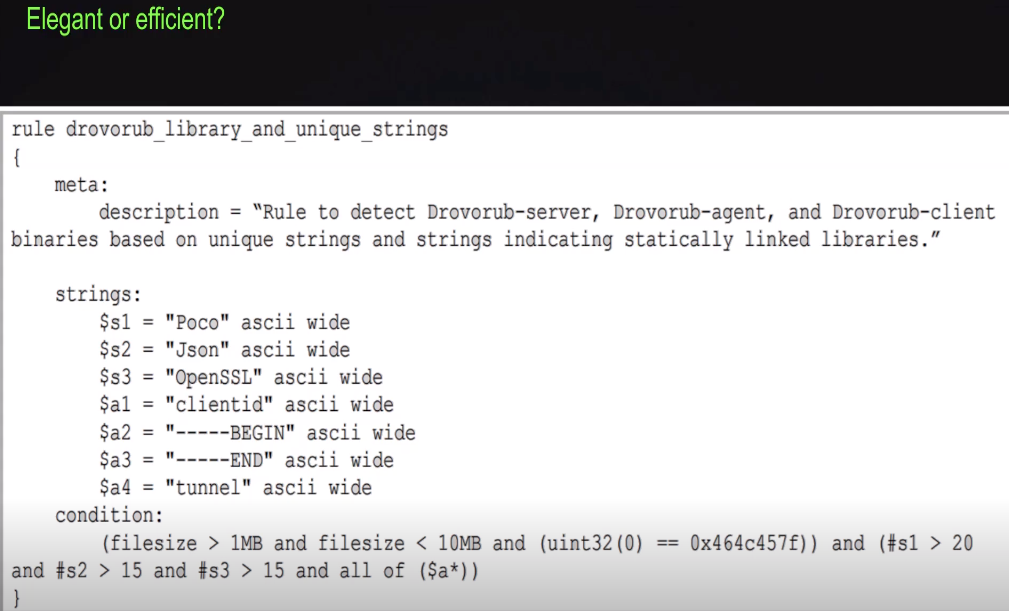 Elegant or efficient?
rule drovorub_library_and_unique_strings
{
meta:
description = “Rule to detect Drovorub-server, Drovorub-agent, and Drovorub-client
binaries based on unique strings and strings indicating statically linked libraries.”
strings:
$s1 = "Poco" ascii wide
$s2 = "Json" ascii wide
$s3 = "OpenSSL" ascii wide
$a1 = "clientid" ascii wide
$a2 = "-----BEGIN" ascii wide
$a3 = "-----END" ascii wide
$a4 = "tunnel" ascii wide
condition:
(filesize > 1MB and filesize < 10MB and (uint32(0) == 0x464c457f)) and (#s1 > 20
and #s2 > 15 and #s3 > 15 and all of ($a*))
}